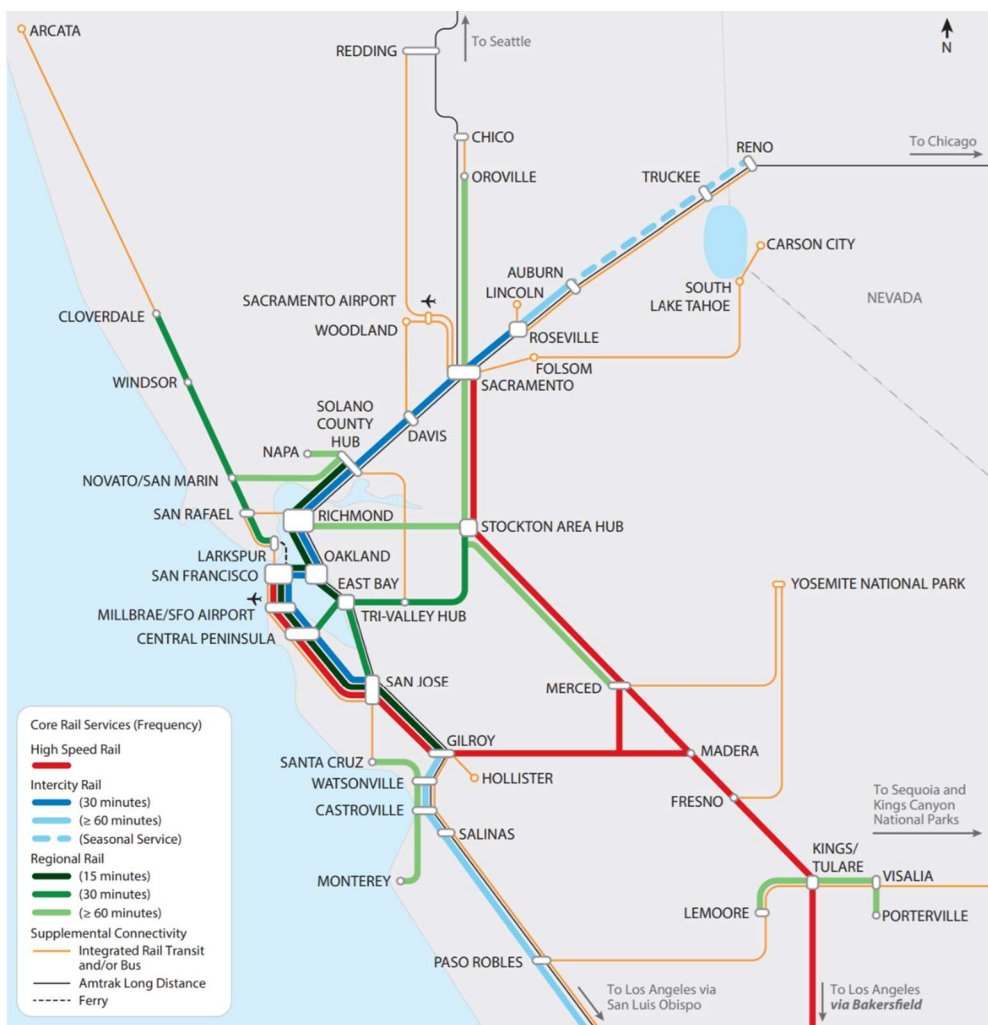 ARCATA
REDDING
To Seattle
N
CHICO
OROVILLE
RENO
To Chicago
TRUCKEE
CARSON CITY
SOUTH
LAKE TAHOE
NEVADA
AUBURN
LINCOLN
ROSEVILLE
SACRAMENTO AIRPORT
WOODLAND
CLOVERDALE
FOLSOM
SACRAMENTO
WINDSOR
SOLANO
COUNTY
HUB
DAVIS
NAPA
NOVATO/SAN MARIN
SAN RAFAEL
RICHMOND
STOCKTON AREA HUB
LARKSPUR
OAKLAND
SAN FRANCISCO
EAST BAY
MILLBRAE/SFO AIRPORT
TRI-VALLEY HUB
CENTRAL PENINSULA
YOSEMITE NATIONAL PARK
SAN JOSE
MERCED
GILROY
MADERA
SANTA CRUZ
HOLLISTER
WATSONVILLE
CASTROVILLE
SALINAS
FRESNO
To Sequoia and
Kings Canyon
National Parks
KINGS/
TULARE
VISALIA
MONTEREY
LEMOORE
PORTERVILLE
PASO ROBLES
To Los Angeles via
San Luis Obispo
To Los Angeles
via Bakersfield
Core Rail Services (Frequency)
High Speed Rail
Intercity Rail
(30 minutes)
(≥ 60 minutes)
(Seasonal Service)
Regional Rail
(15 minutes)
(30 minutes)
(≥ 60 minutes)
Supplemental Connectivity
Integrated Rail Transit
and/or Bus
Amtrak Long Distance
Ferry